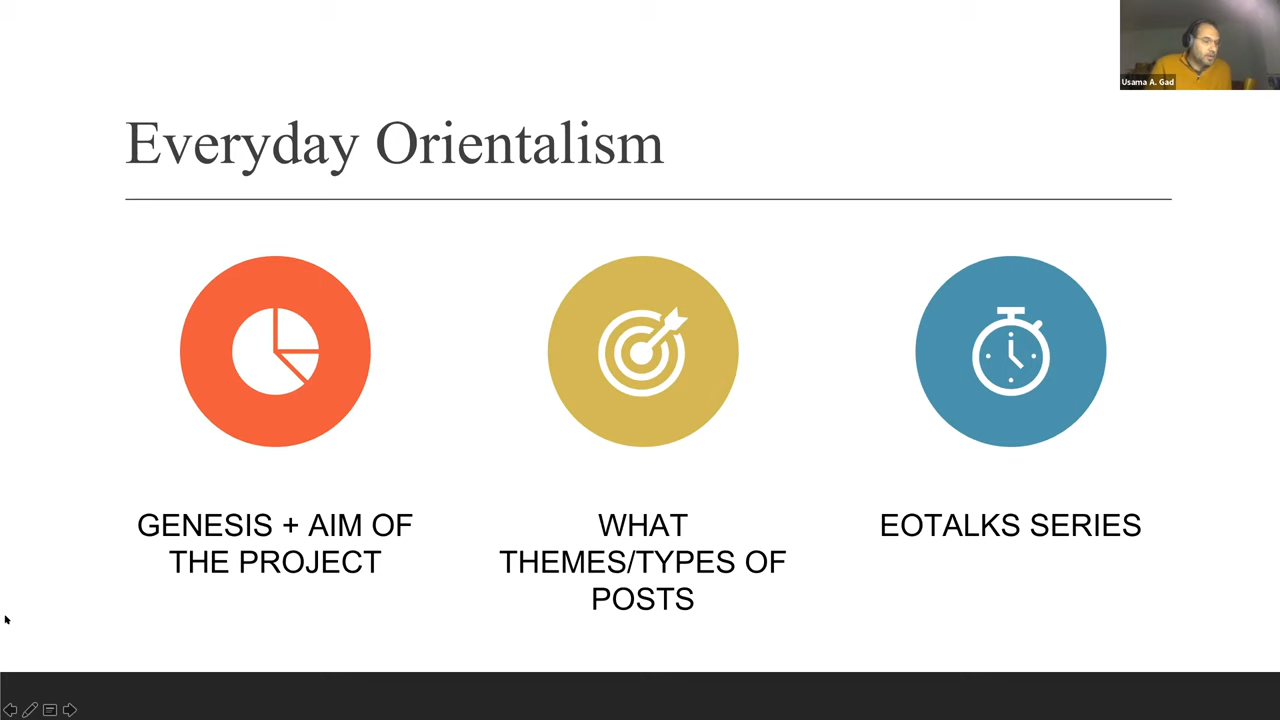 Usama A. Gad
Everyday Orientalism
GENESIS + AIM OF
THE PROJECT
WHAT
THEMES/TYPES OF
POSTS
EOTALKS SERIES